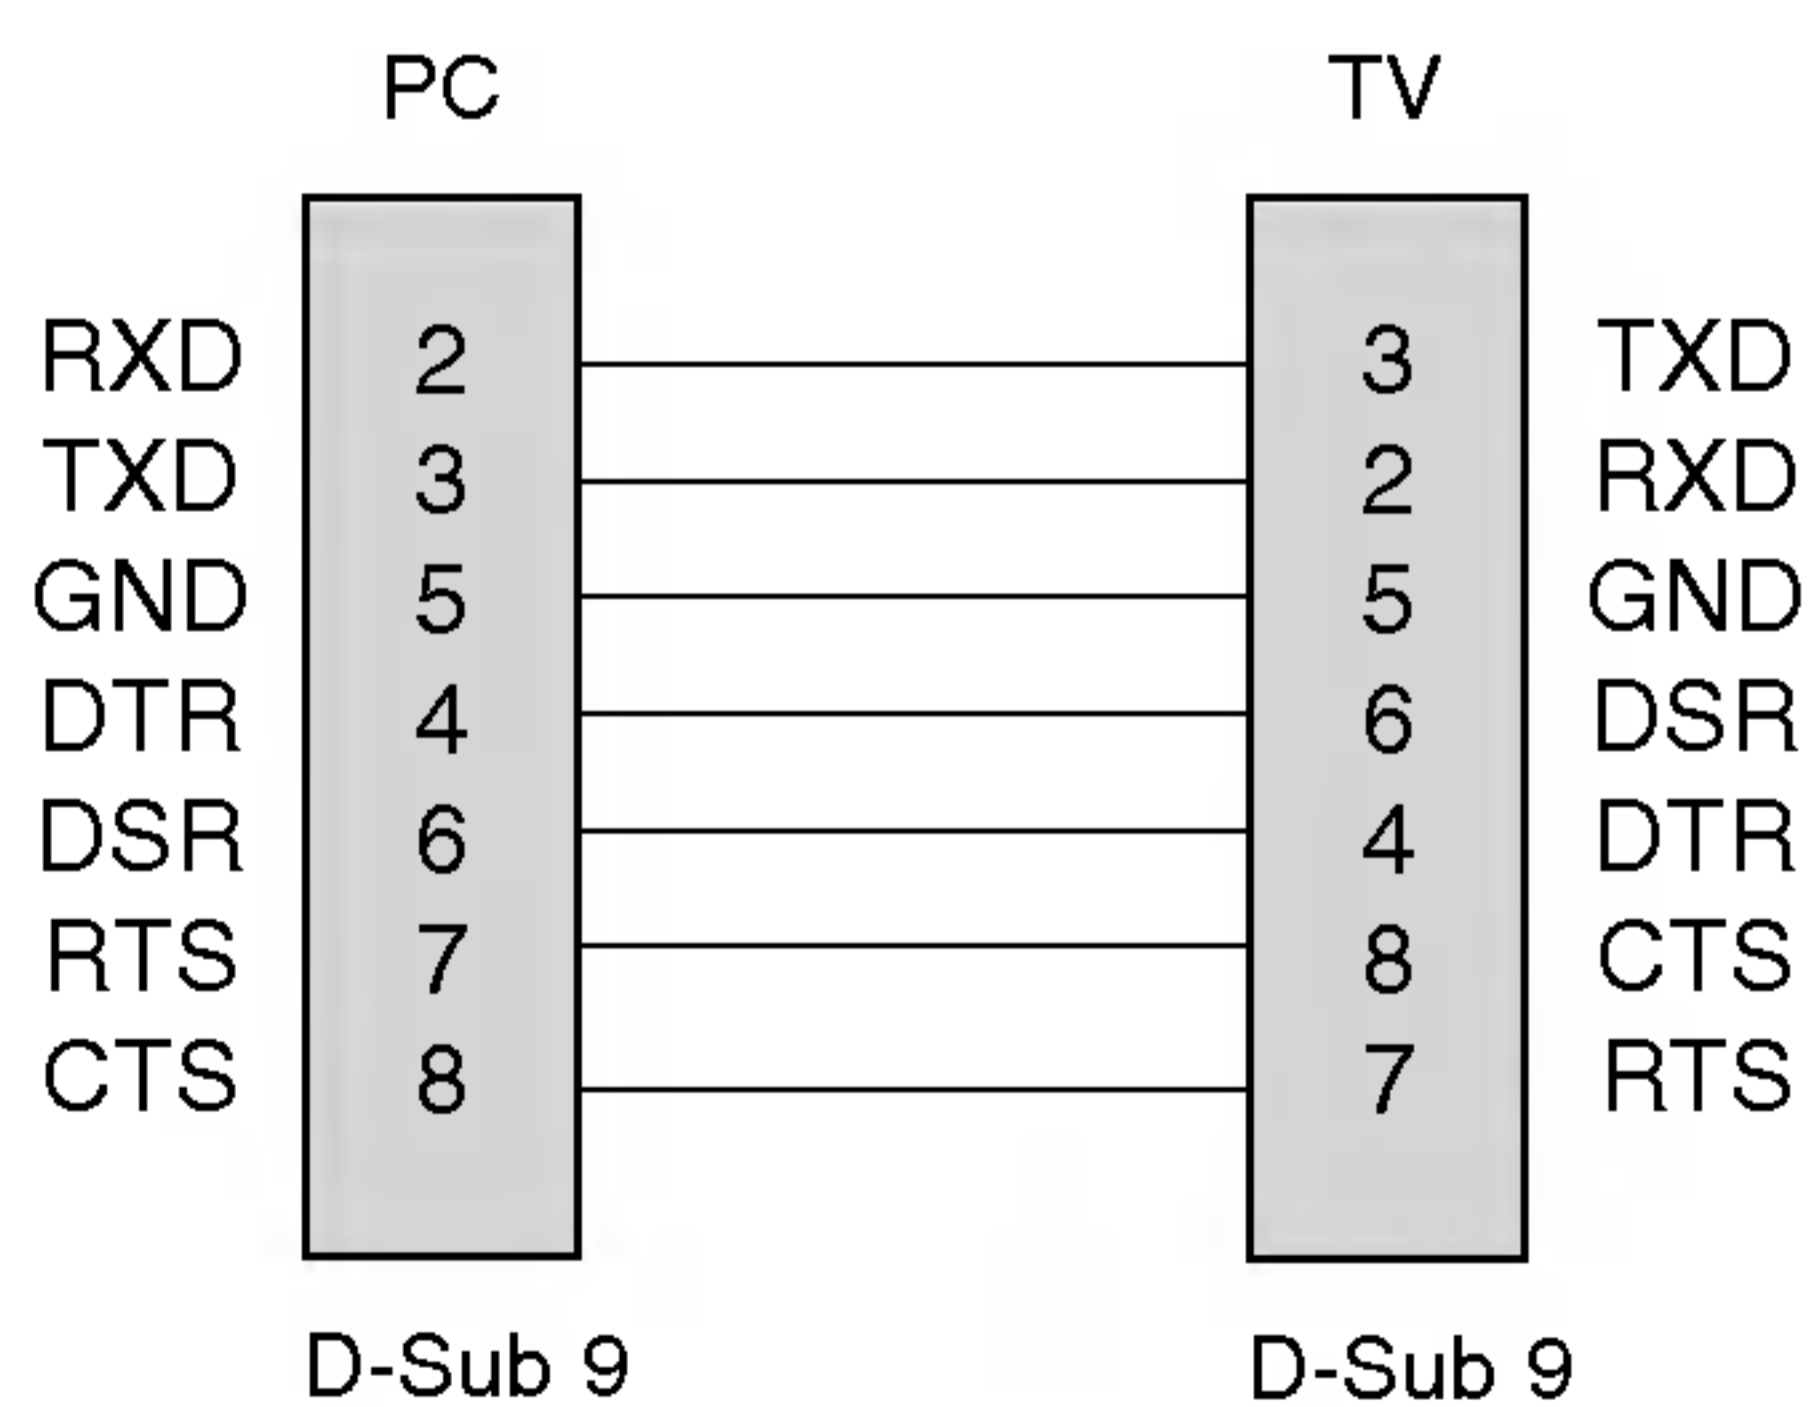 PC TV
RXD 2 3 TXD
TXD 3 2 RXD
GND 5 5 GND
DTR 4 6 DSR
DSR 6 4 DTR
RTS 7 8 CTS
CTS 8 7 RTS
D-Sub 9 D-Sub 9